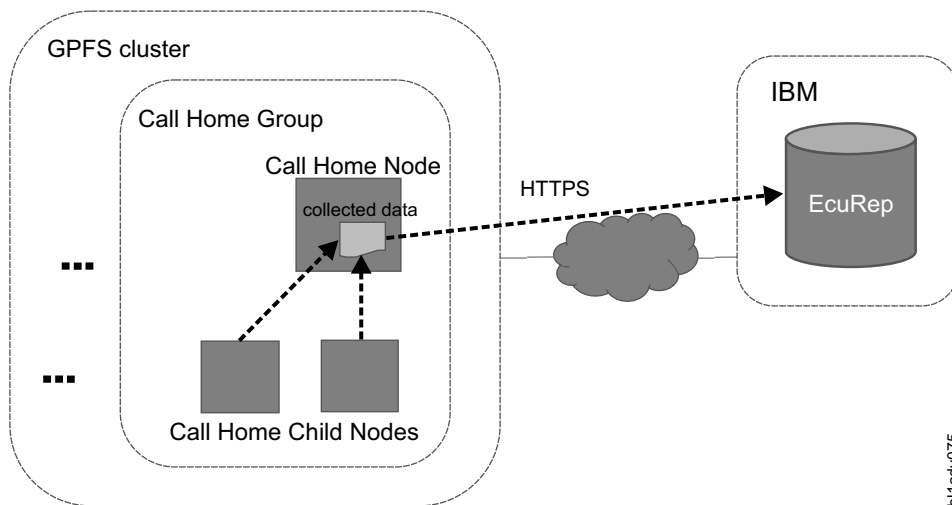 GPFS cluster
Call Home Group
Call Home Node
collected data
Call Home Child Nodes
HTTPS
IBM
EcuRep